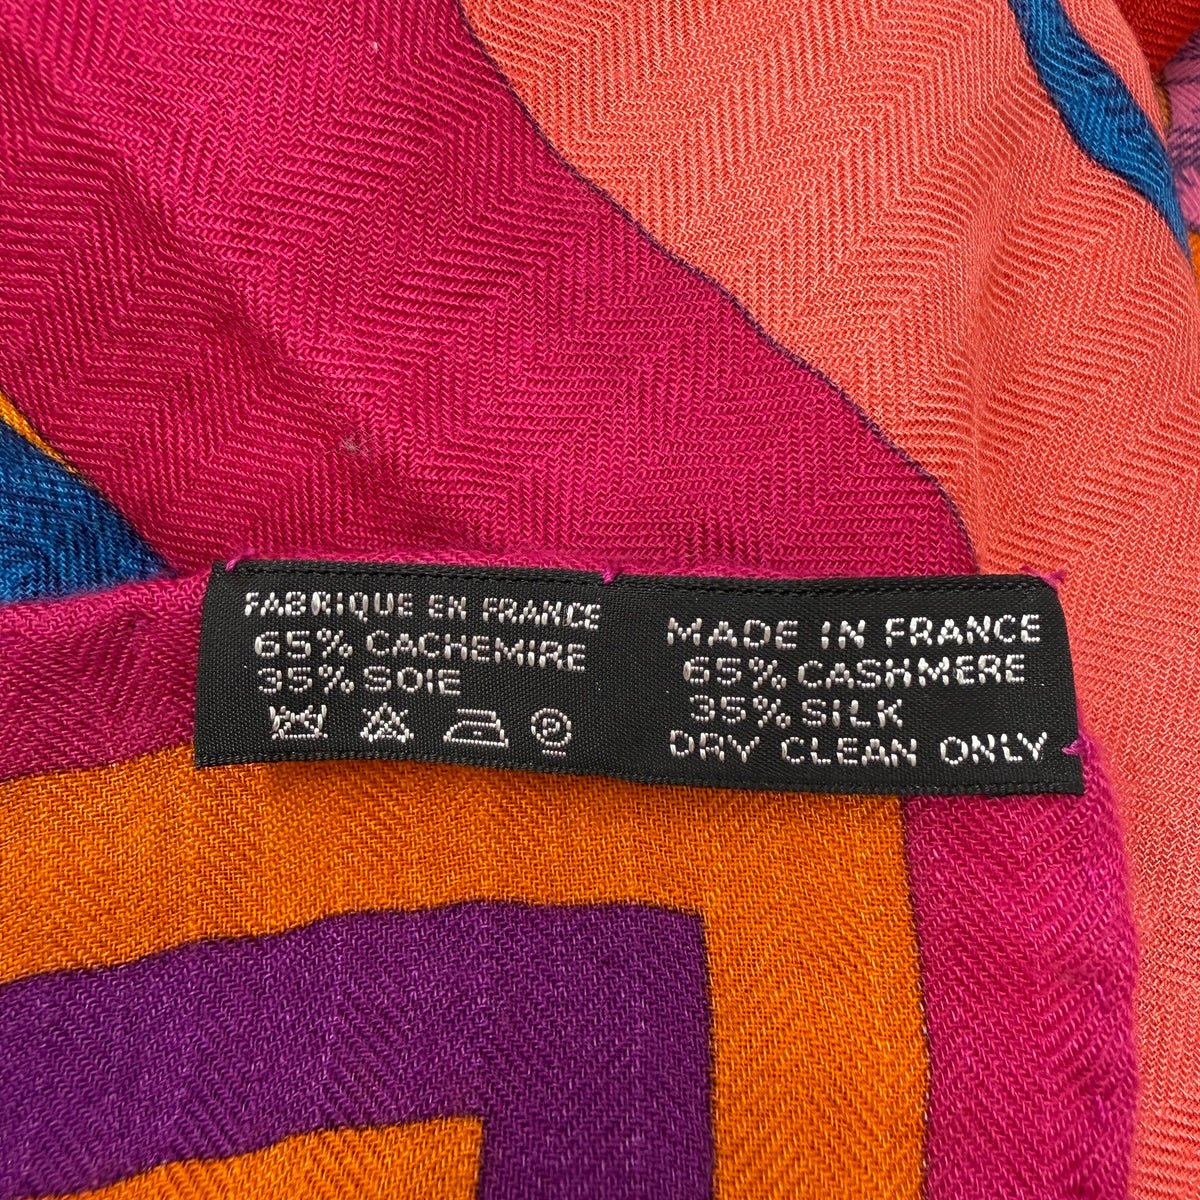 FABRIQUE EN FRANCE
65% CACHEMIRE
35% SOIE
P
MADE IN FRANCE
65% CASHMERE
35% SILK
DRY CLEAN ONLY